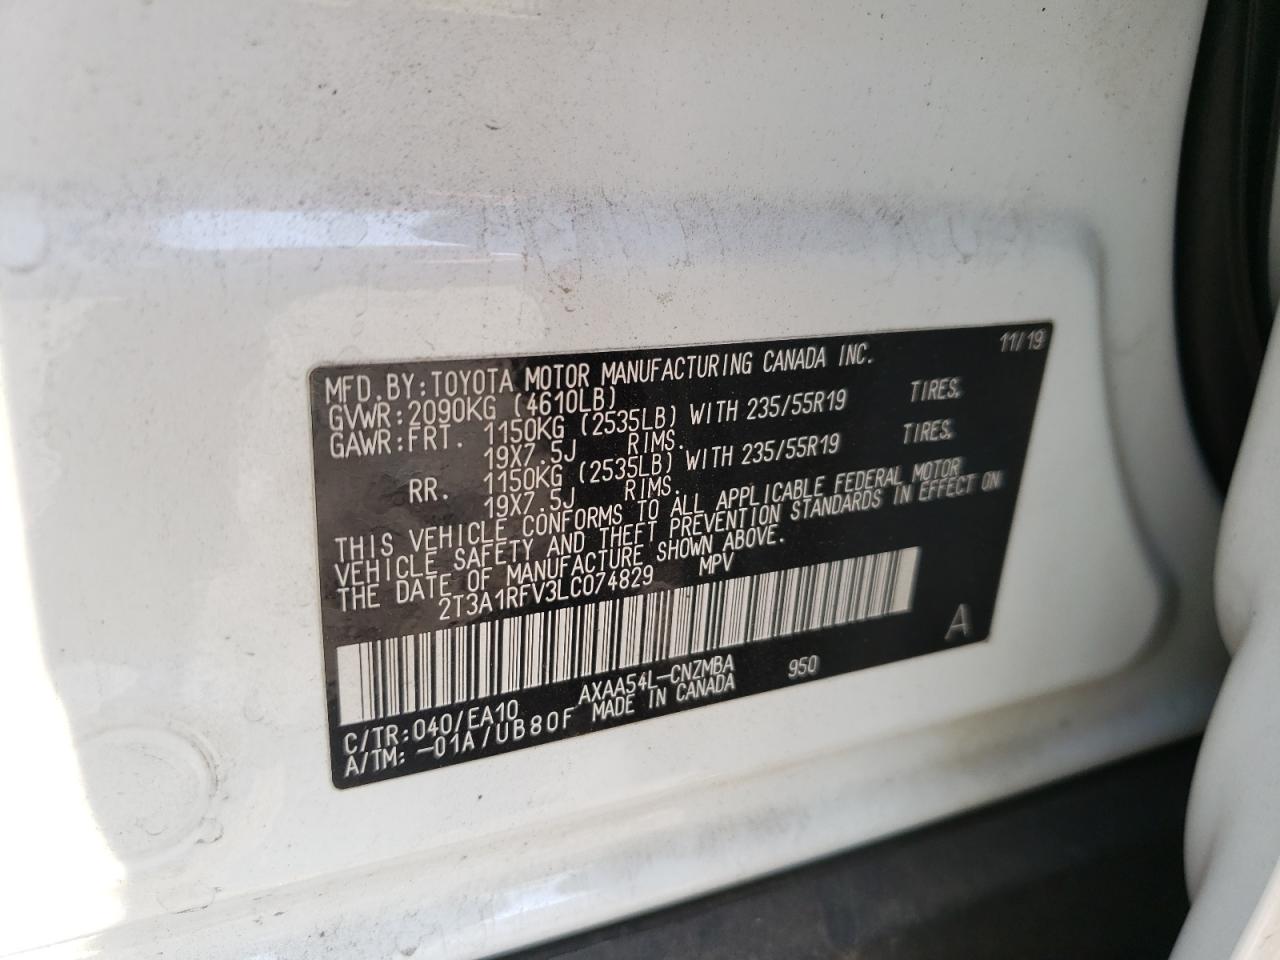 11/19
MFD.BY:TOYOTA MOTOR MANUFACTURING CANADA INC.
GVWR:2090KG (4610LB)
GAWR:FRT. 1150KG (2535LB) WITH 235/55R19 TIRES,
19X7.5J RIMS.
RR. 1150KG (2535LB) WITH 235/55R19 TIRES,
19X7.5J RIMS.
THIS VEHICLE CONFORMS TO ALL APPLICABLE FEDERAL MOTOR
VEHICLE SAFETY AND THEFT PREVENTION STANDARDS IN EFFECT ON
THE DATE OF MANUFACTURE SHOWN ABOVE.
2T3A1RFV3LC074829 MPV
A
C/TR:040/EA10 AXAA54L-CNZMBA 950
A/TM:-01A/UB80F MADE IN CANADA